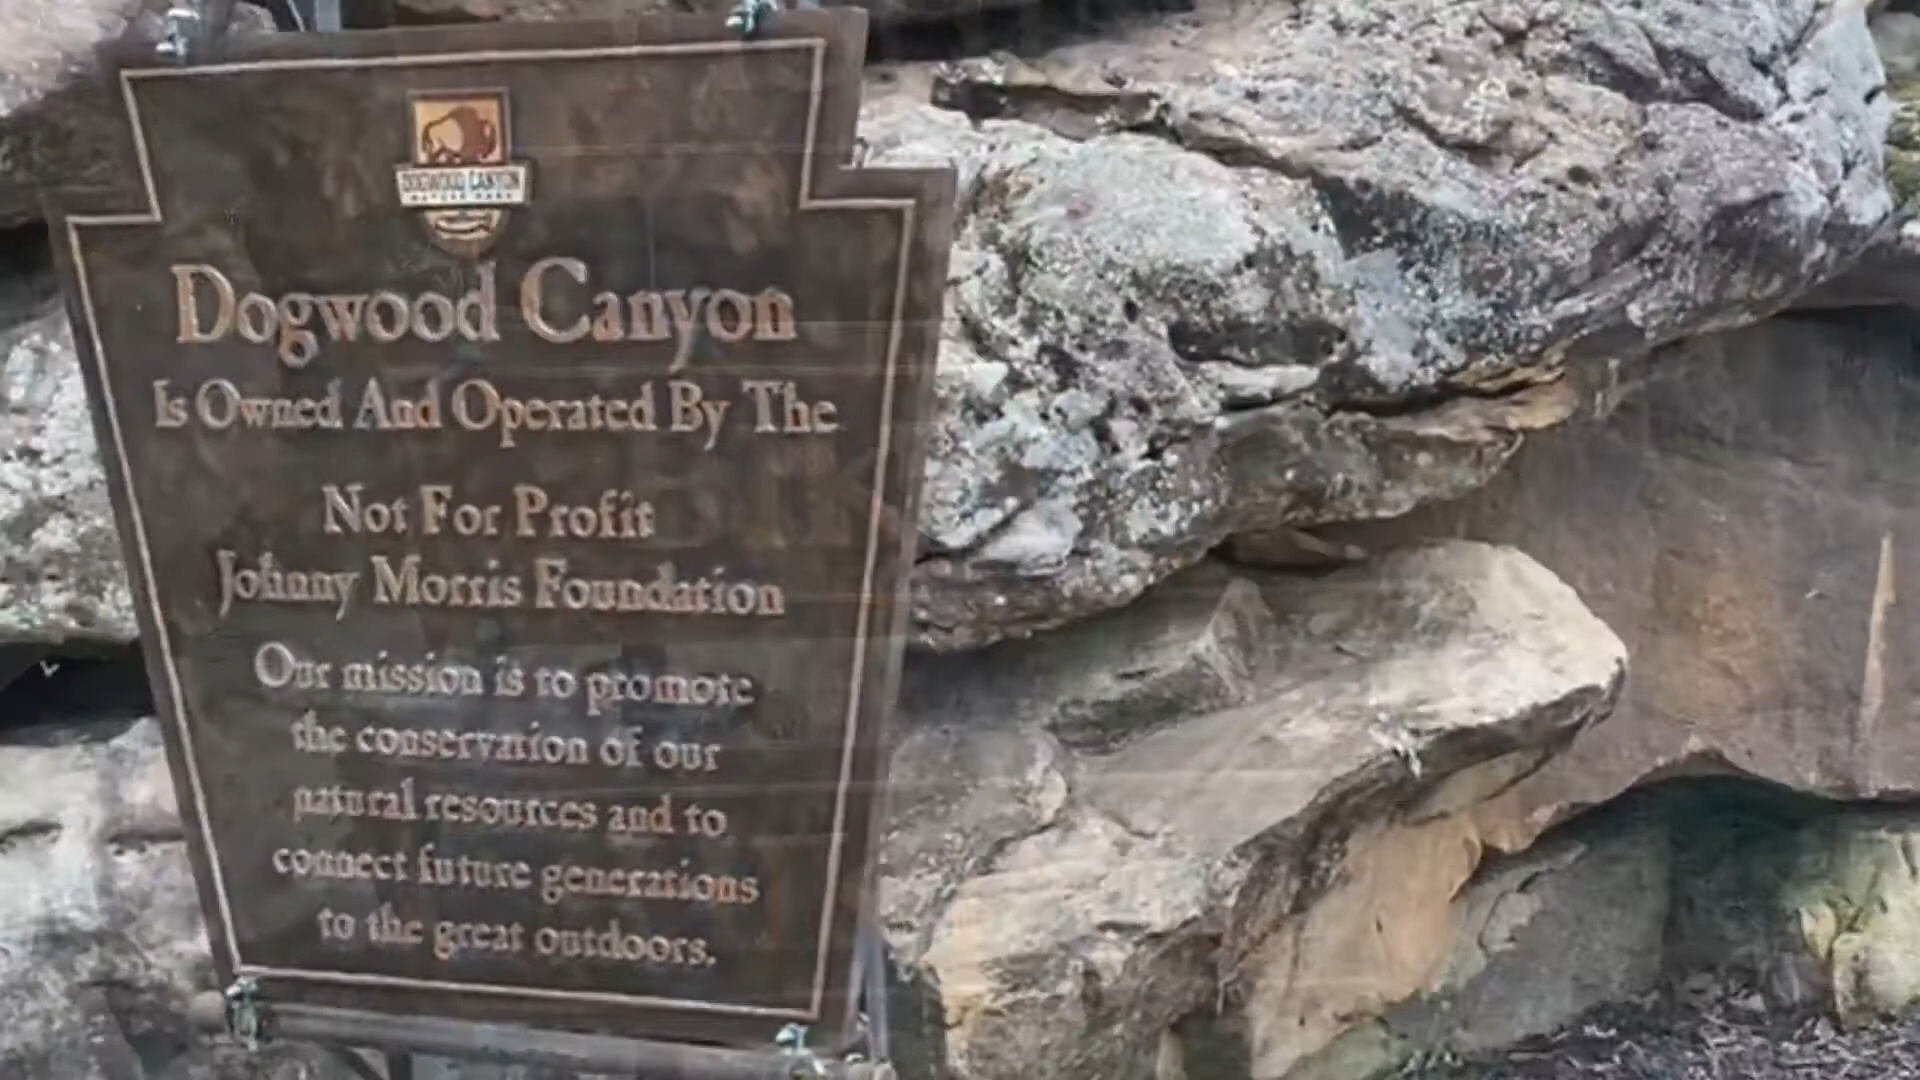 Dogwood Canyon
Is Owned And Operated By The
Not For Profit
Johnny Morris Foundation
Our mission is to promote
the conservation of our
natural resources and to
connect future generations
to the great outdoors.